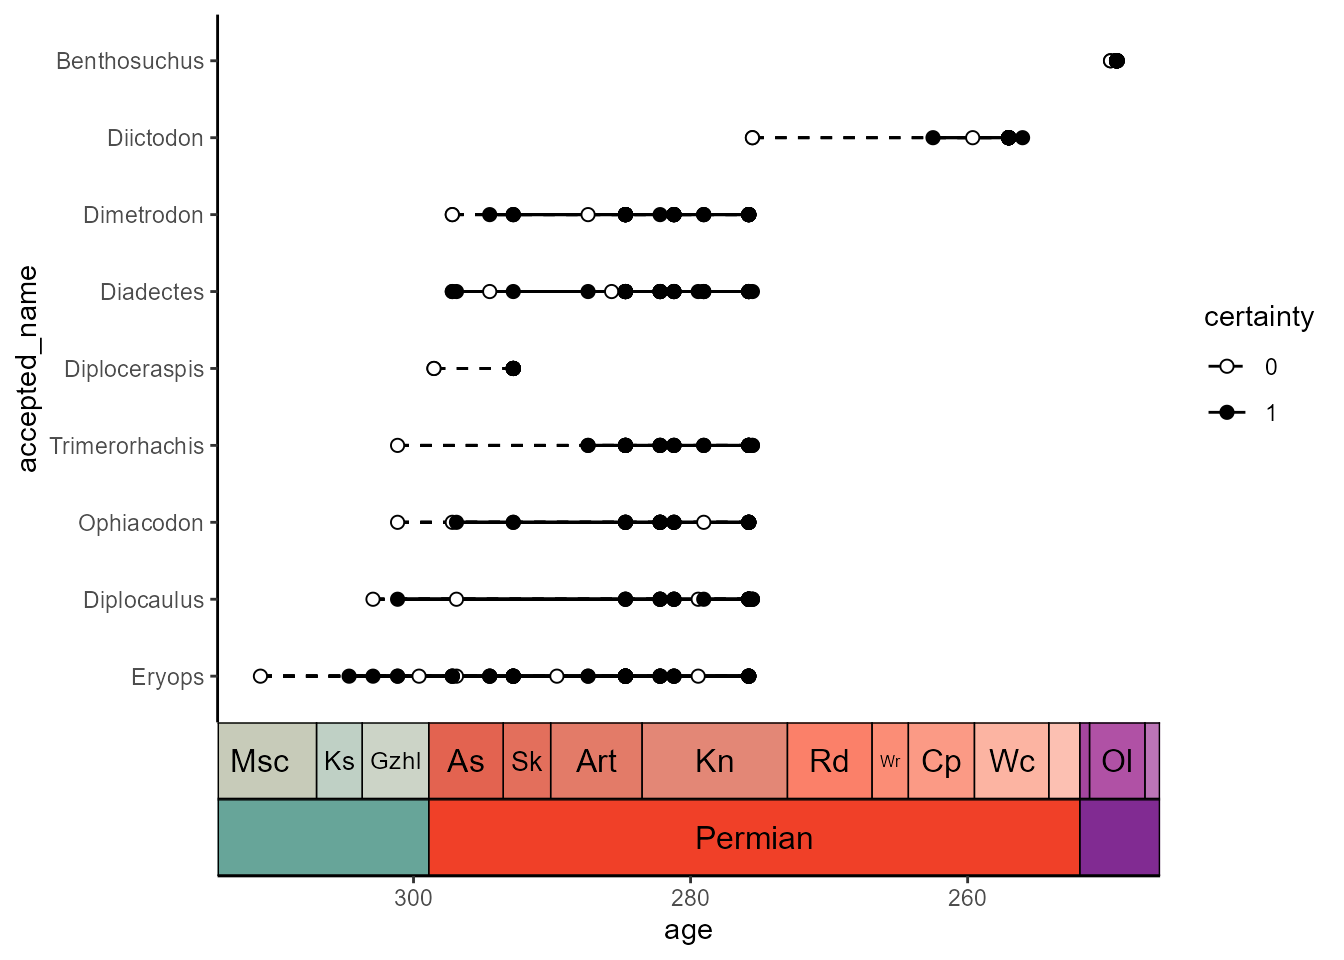 accepted_name
Benthosuchus
Diictodon
Dimetrodon
Diadectes
Diploceraspis
Trimerorhachis
Ophiacodon
Diplocaulus
Eryops
certainty
0
1
Msc Ks Gzhl As Sk Art Kn Rd Wr Cp Wc Ol
Permian
300 280 260
age